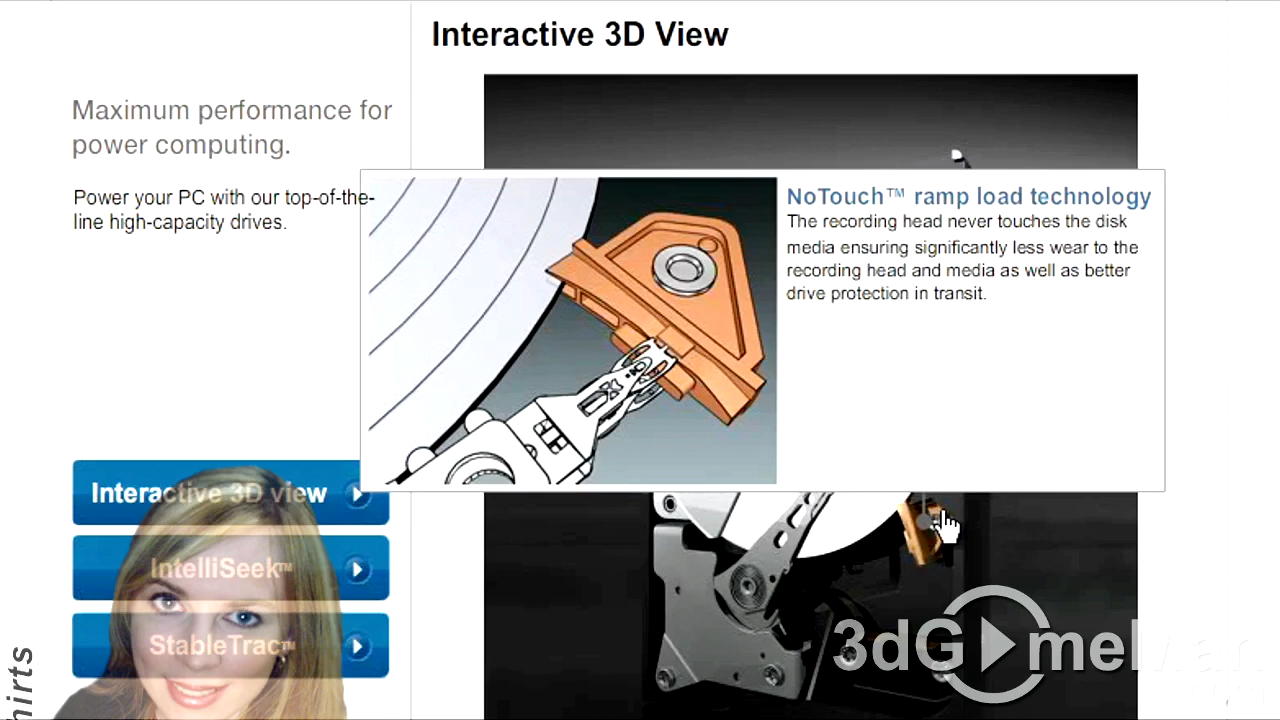 Interactive 3D View
Maximum performance for
power computing.
Power your PC with our top-of-the-
line high-capacity drives.
NoTouch™ ramp load technology
The recording head never touches the disk
media ensuring significantly less wear to the
recording head and media as well as better
drive protection in transit.
Interactive 3D view
IntelliSeek™
StableTrac™
3dGameMan
hirts